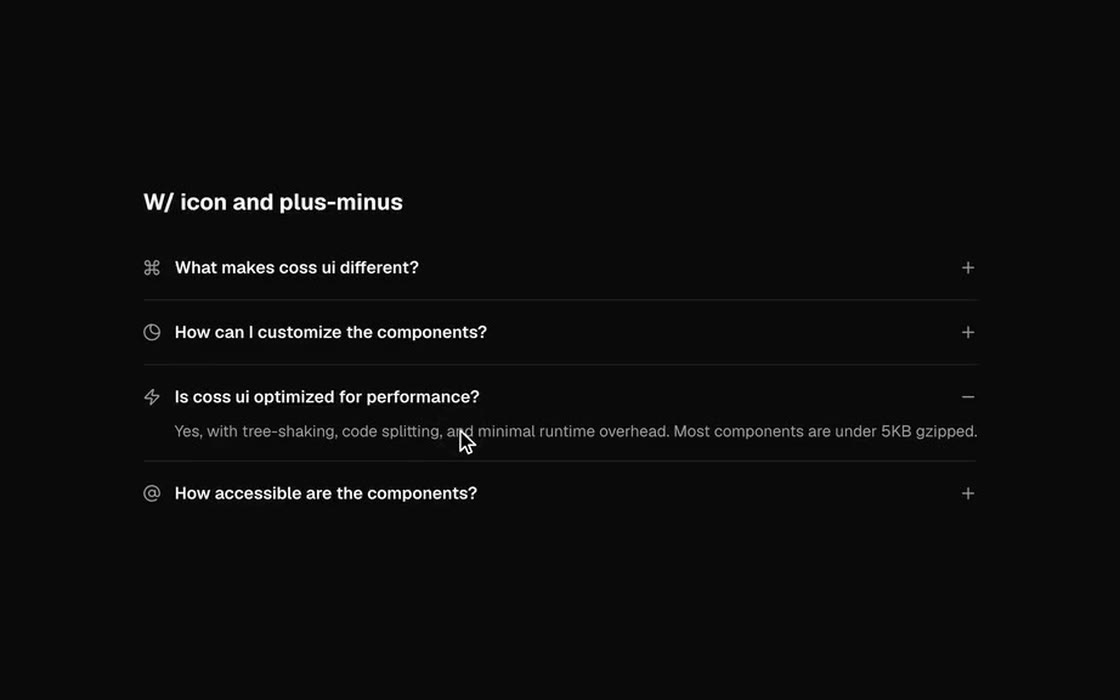 W/ icon and plus-minus
What makes coss ui different?
How can I customize the components?
Is coss ui optimized for performance?
Yes, with tree-shaking, code splitting, and minimal runtime overhead. Most components are under 5KB gzipped.
How accessible are the components?